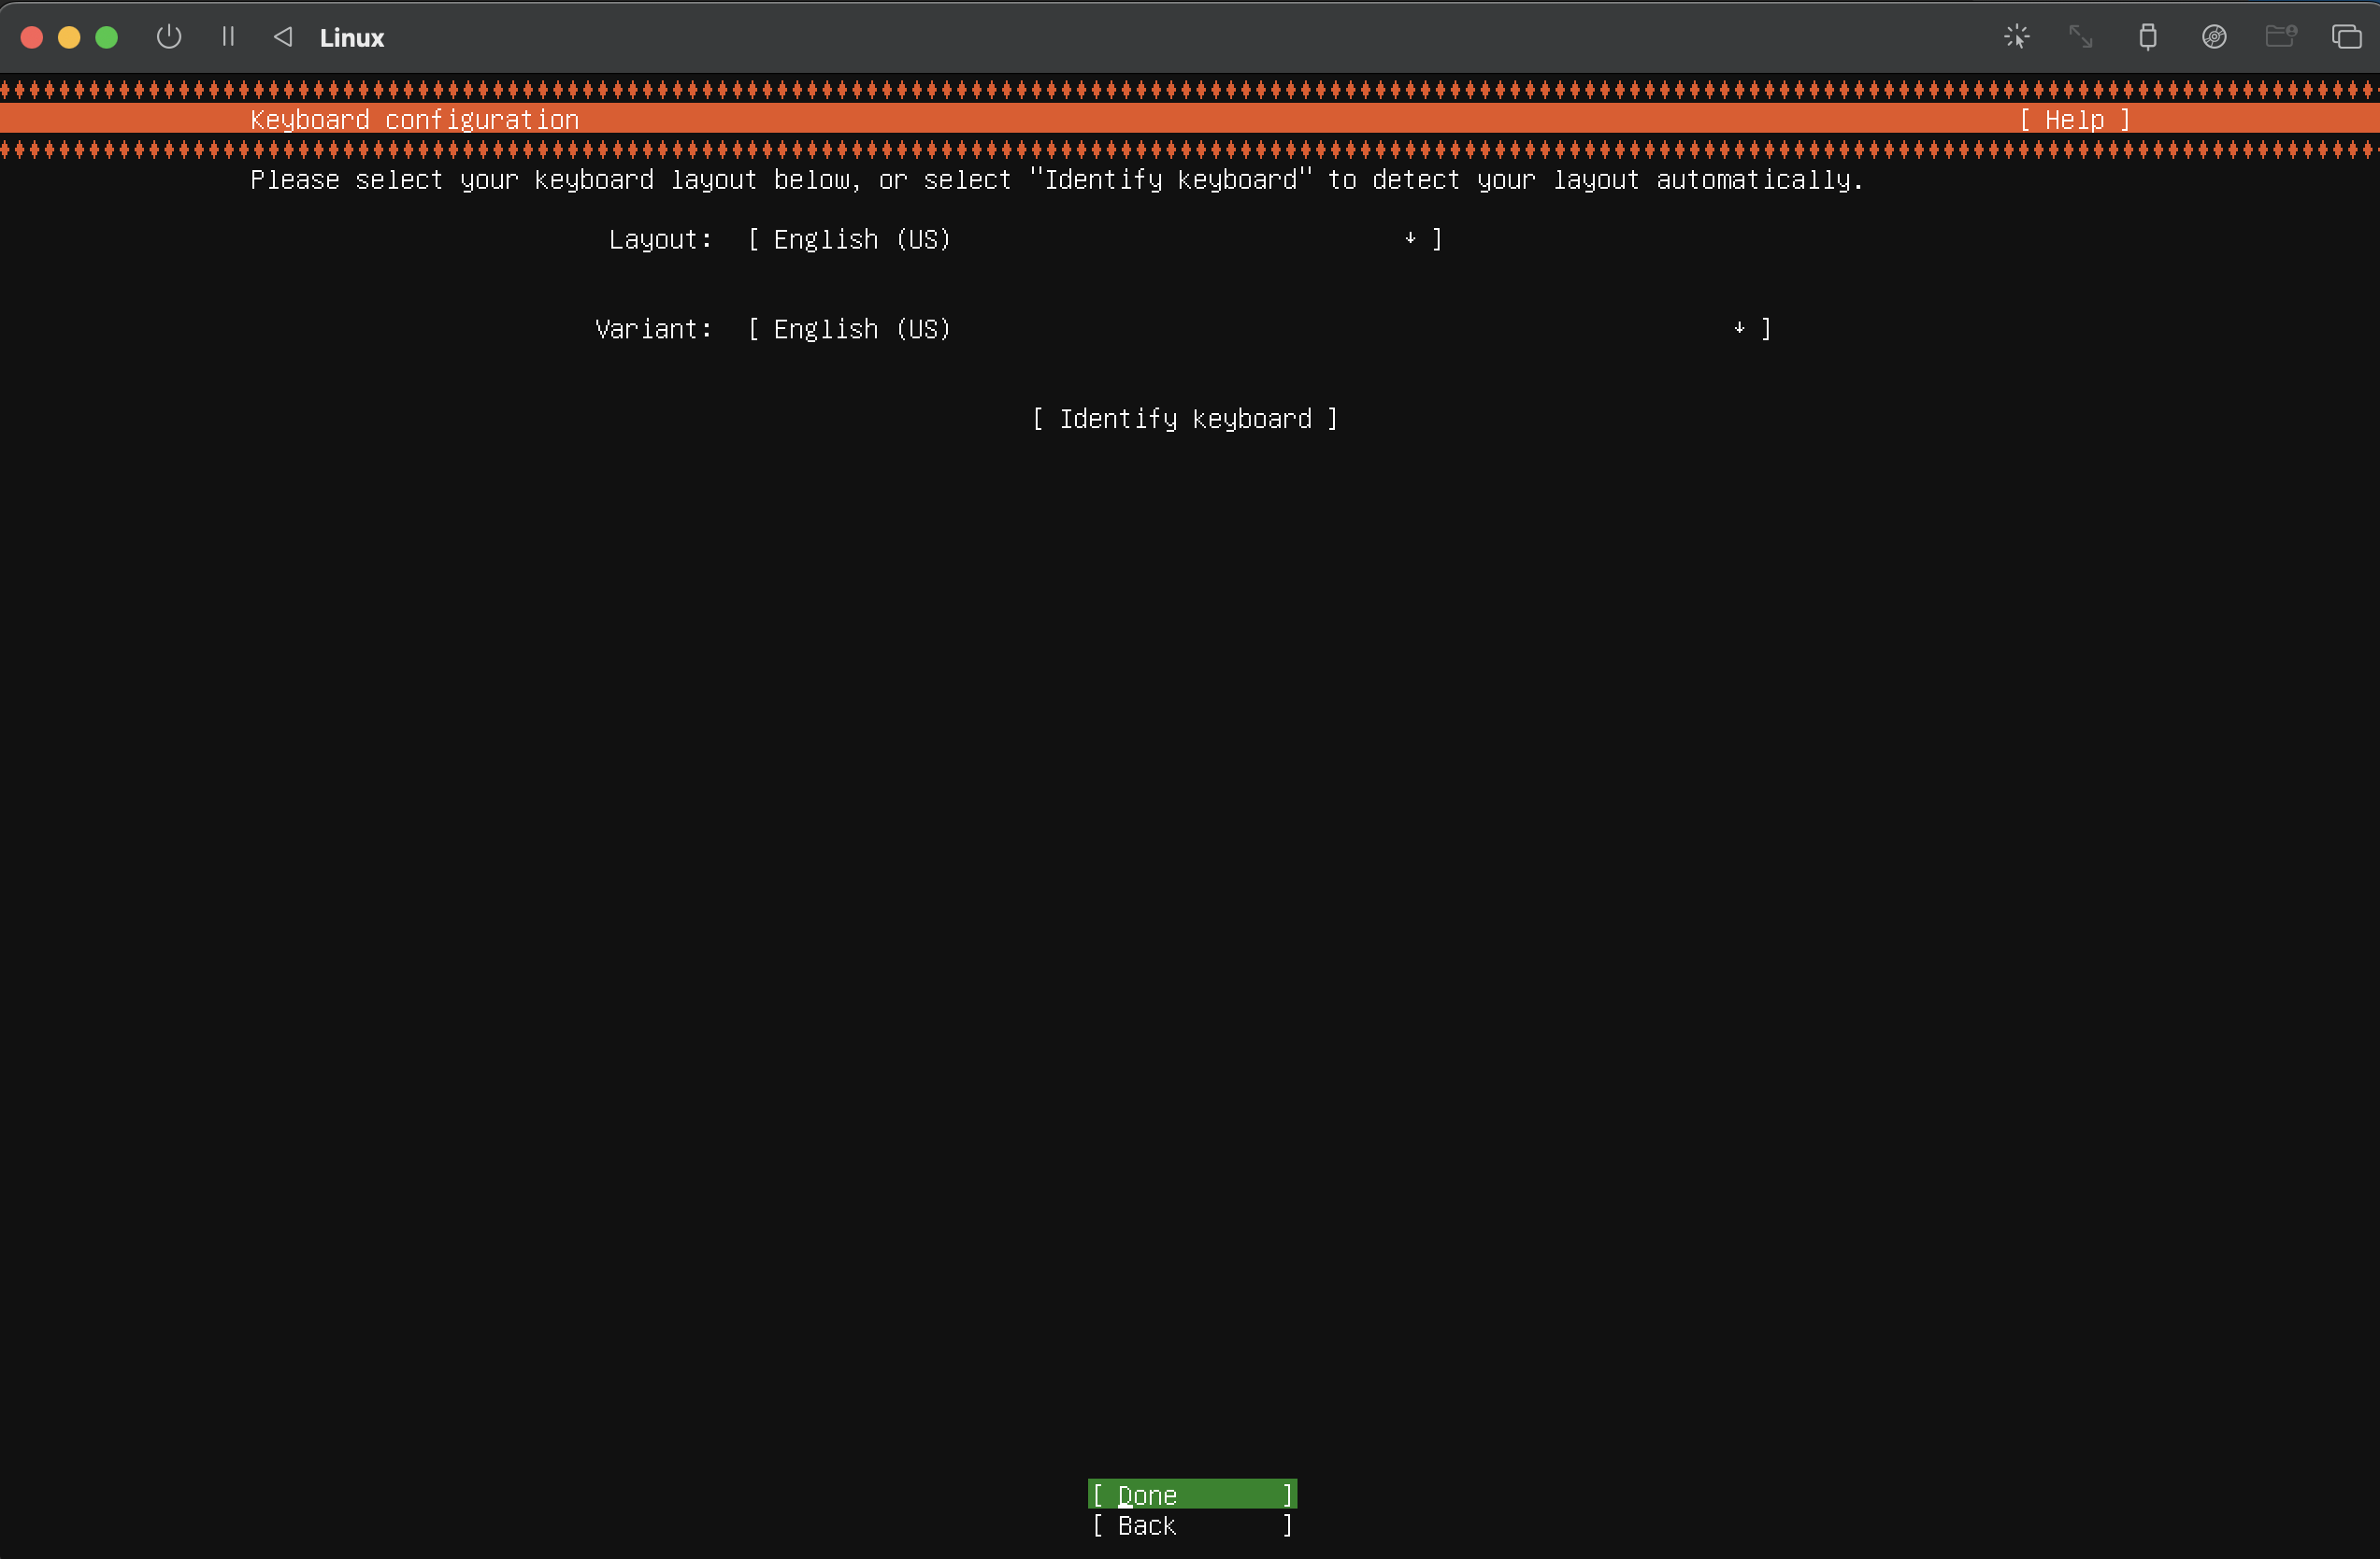 Linux
Keyboard configuration [ Help ]
Please select your keyboard layout below, or select "Identify keyboard" to detect your layout automatically.
Layout: [ English (US) ↓ ]
Variant: [ English (US) ↓ ]
[ Identify keyboard ]
[ Done ]
[ Back ]